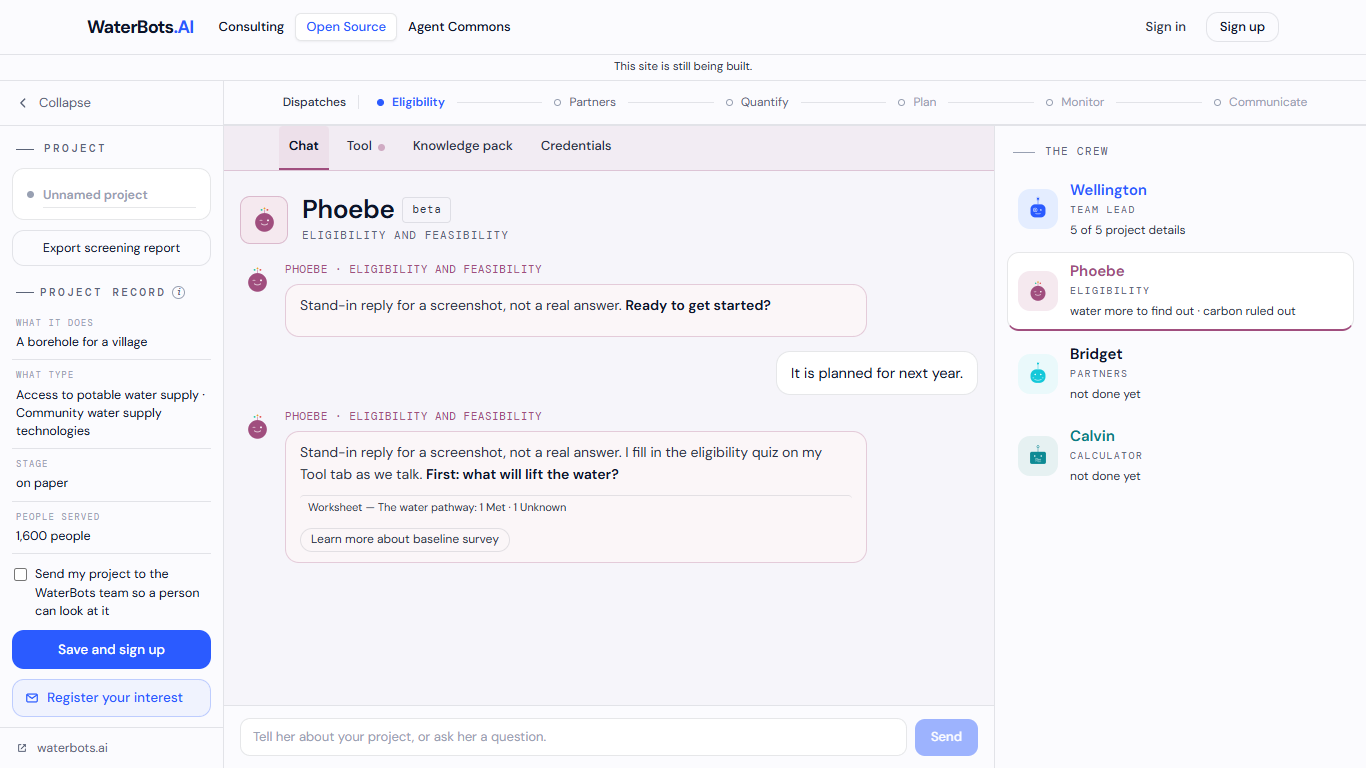 WaterBots.AI
Consulting
Open Source
Agent Commons
Sign in
Sign up
This site is still being built.
Collapse
Dispatches
Eligibility
Partners
Quantify
Plan
Monitor
Communicate
PROJECT
Unnamed project
Export screening report
PROJECT RECORD i
WHAT IT DOES
A borehole for a village
WHAT TYPE
Access to potable water supply ·
Community water supply
technologies
STAGE
on paper
PEOPLE SERVED
1,600 people
Send my project to the
WaterBots team so a person
can look at it
Save and sign up
Register your interest
waterbots.ai
Chat
Tool
Knowledge pack
Credentials
Phoebe
beta
ELIGIBILITY AND FEASIBILITY
PHOEBE · ELIGIBILITY AND FEASIBILITY
Stand-in reply for a screenshot, not a real answer. Ready to get started?
It is planned for next year.
PHOEBE · ELIGIBILITY AND FEASIBILITY
Stand-in reply for a screenshot, not a real answer. I fill in the eligibility quiz on my
Tool tab as we talk. First: what will lift the water?
Worksheet — The water pathway: 1 Met · 1 Unknown
Learn more about baseline survey
Tell her about your project, or ask her a question.
Send
THE CREW
Wellington
TEAM LEAD
5 of 5 project details
Phoebe
ELIGIBILITY
water more to find out · carbon ruled out
Bridget
PARTNERS
not done yet
Calvin
CALCULATOR
not done yet